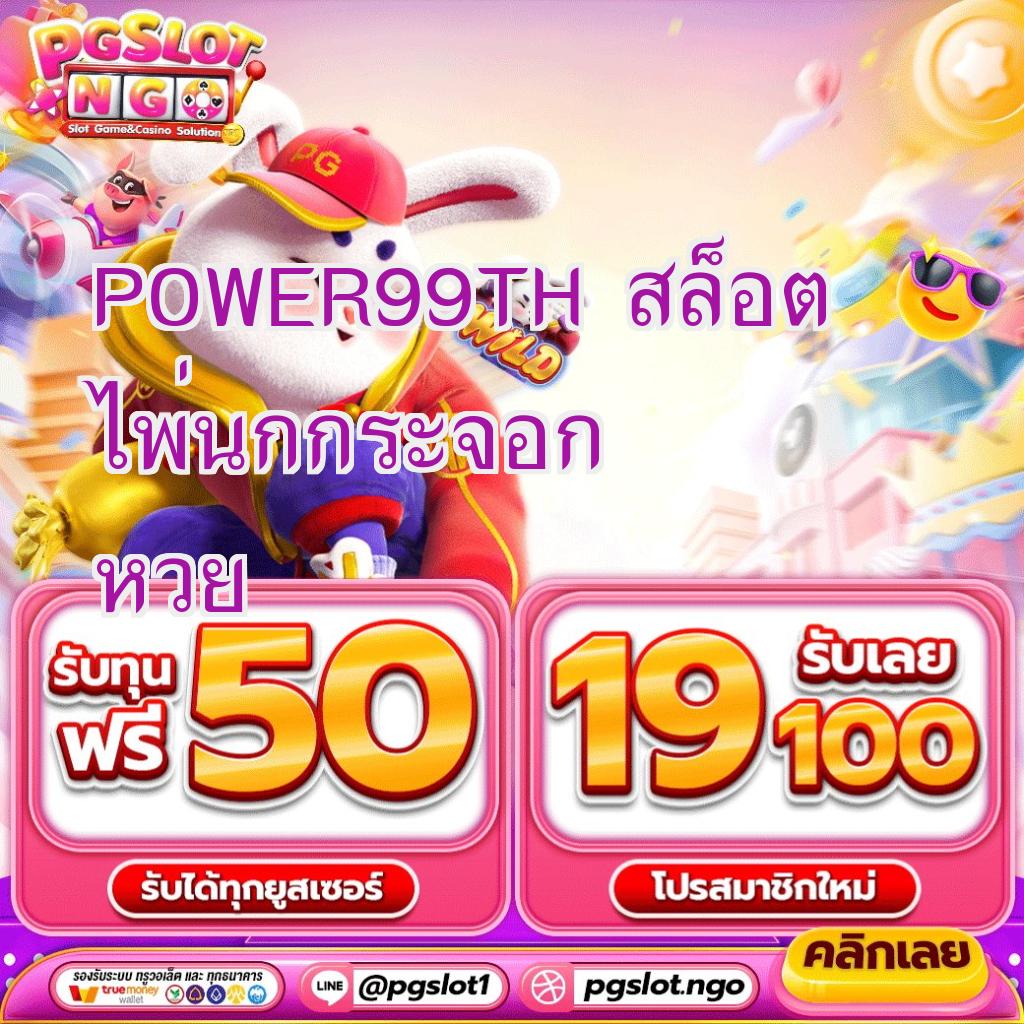 PGSLOT
NGO
Slot Game&Casino Solution
PG
WILD
POWER99TH สล็อต
ไพ่นกกระจอก
หวย
รับทุน
ฟรี
50
19
รับเลย
100
รับได้ทุกยูสเซอร์
โปรสมาชิกใหม่
คลิกเลย
รองรับระบบ ทรูวอเล็ต และ ทุกธนาคาร
truemoney
wallet
LINE
@pgslot1
pgslot.ngo